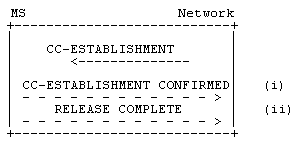 MS Network
CC-ESTABLISHMENT
CC-ESTABLISHMENT CONFIRMED (i)
RELEASE COMPLETE (ii)